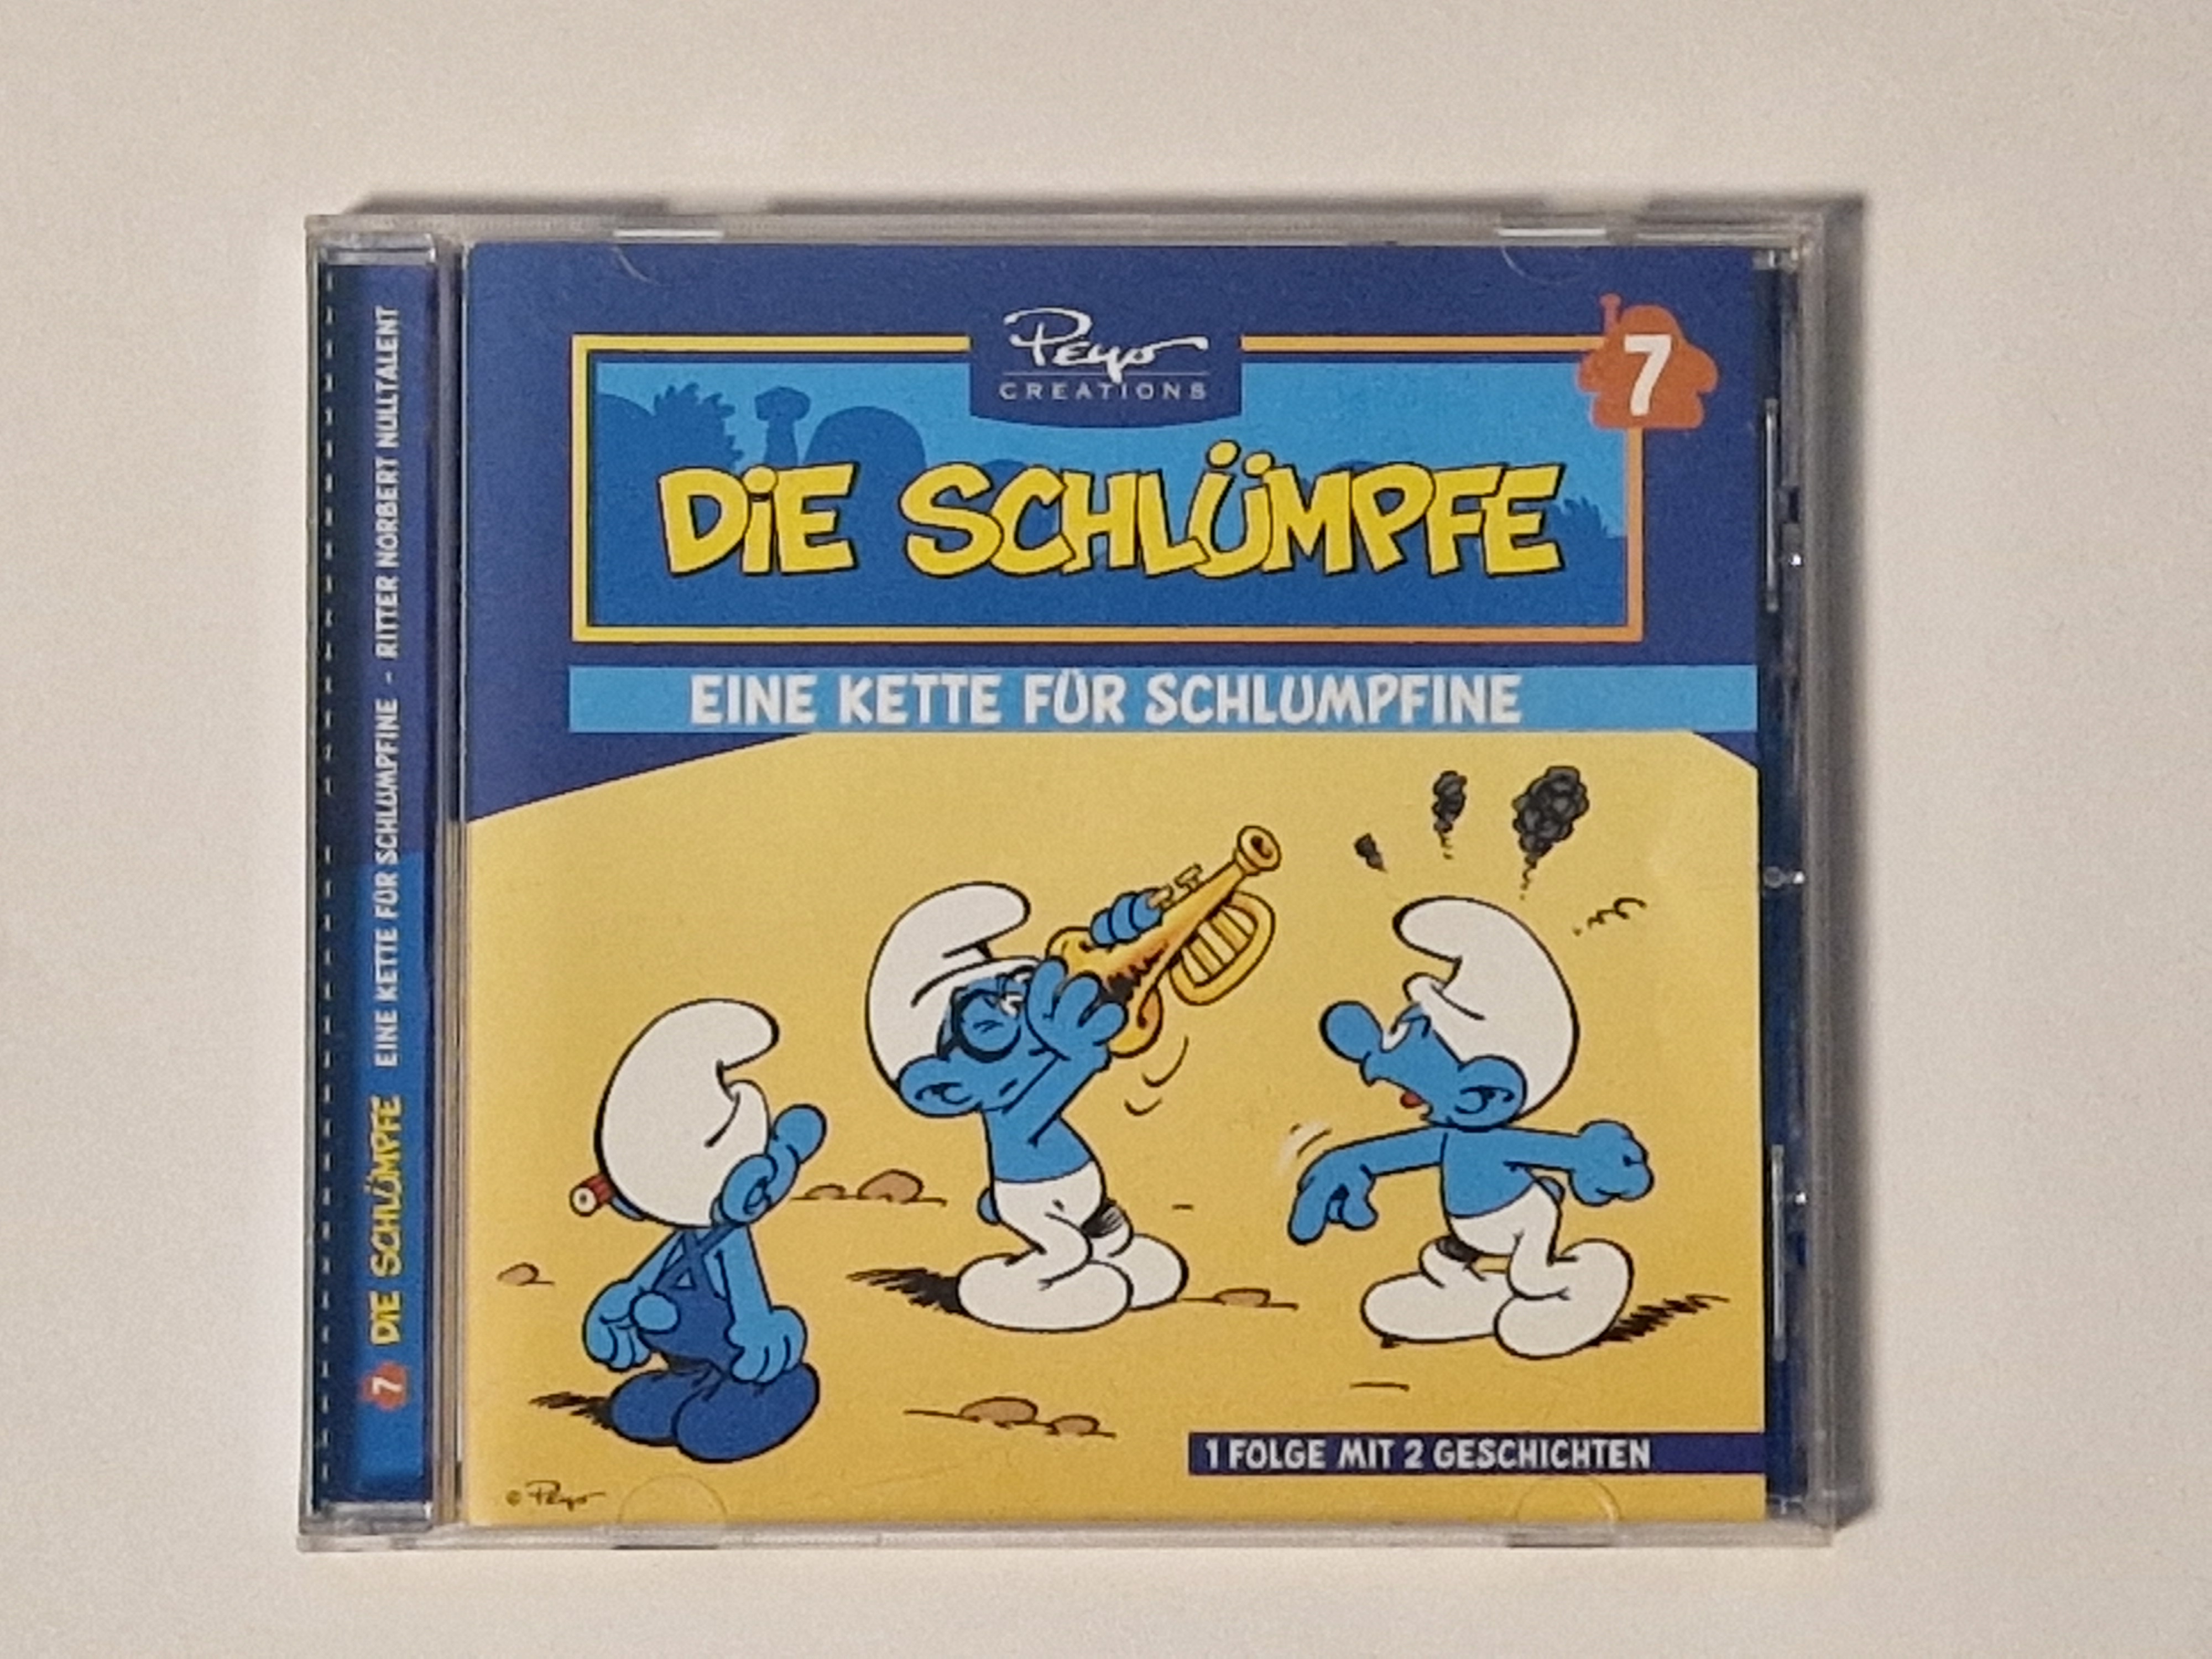 Peyo
CREATIONS
7
DIE SCHLÜMPFE
EINE KETTE FÜR SCHLUMPFINE
1 FOLGE MIT 2 GESCHICHTEN
© Peyo
7 DIE SCHLÜMPFE EINE KETTE FÜR SCHLUMPFINE - RITTER NORBERT NULLTALENT